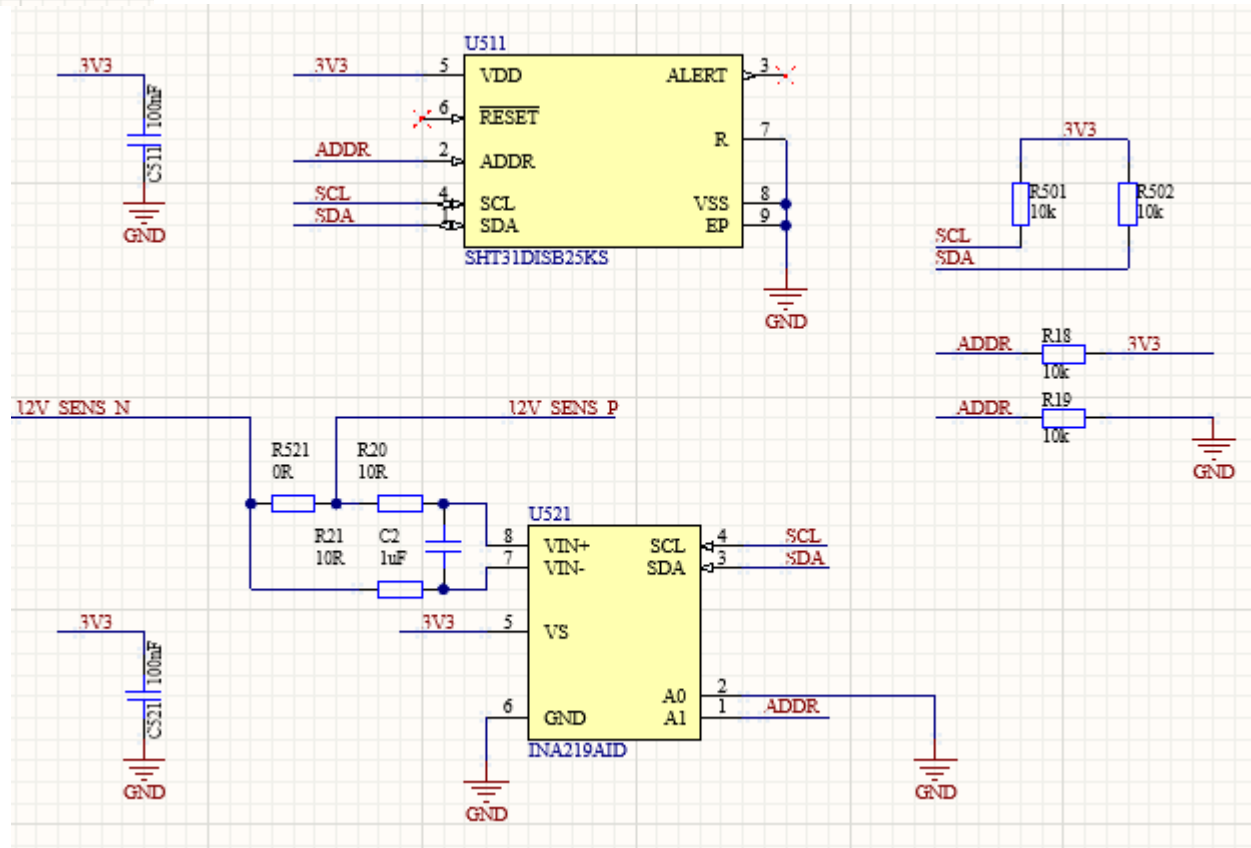 U511
3V3
100nF
C511
GND
3V3
5
VDD
6
RESET
ADDR
2
ADDR
SCL
4
SCL
SDA
1
SDA
ALERT
3
R
7
VSS
8
EP
9
SHT31DISB25KS
GND
3V3
R501
10k
R502
10k
SCL
SDA
ADDR
R18
10k
3V3
ADDR
R19
10k
GND
12V SENS N
12V SENS P
R521
0R
R20
10R
R21
10R
C2
1uF
U521
8
VIN+
7
VIN-
3V3
5
VS
6
GND
SCL
4
SCL
SDA
3
SDA
A0
2
A1
1
ADDR
INA219AID
GND
GND
3V3
100nF
C521
GND